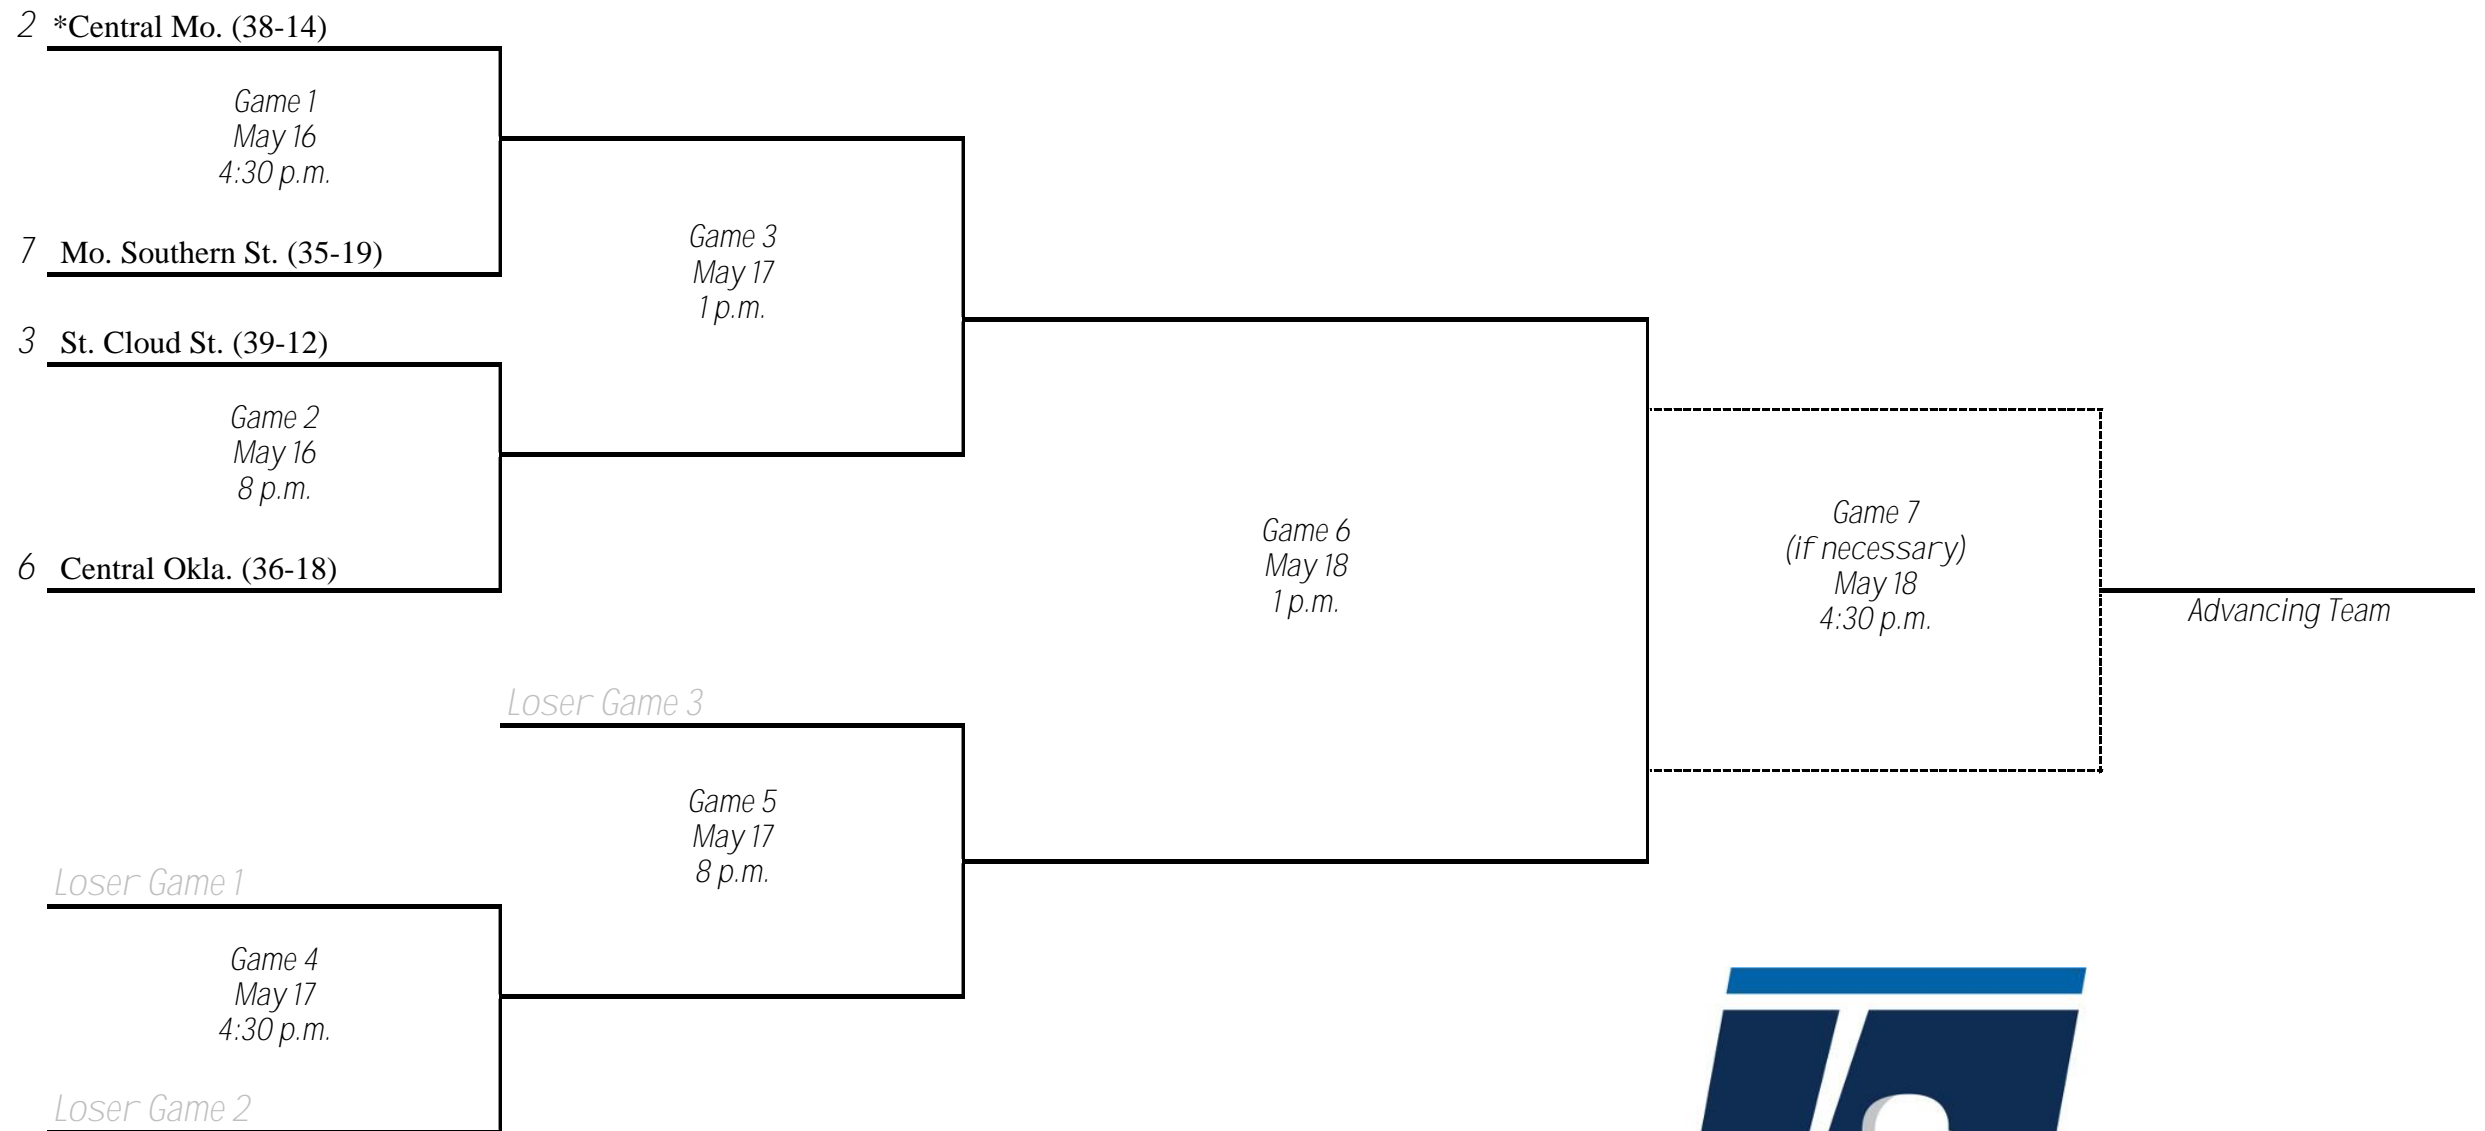 2 *Central Mo. (38-14)
Game 1
May 16
4:30 p.m.
7 Mo. Southern St. (35-19)
Game 3
May 17
1 p.m.
3 St. Cloud St. (39-12)
Game 2
May 16
8 p.m.
6 Central Okla. (36-18)
Game 6
May 18
1 p.m.
Game 7
(if necessary)
May 18
4:30 p.m.
Advancing Team
Loser Game 3
Game 5
May 17
8 p.m.
Loser Game 1
Game 4
May 17
4:30 p.m.
Loser Game 2